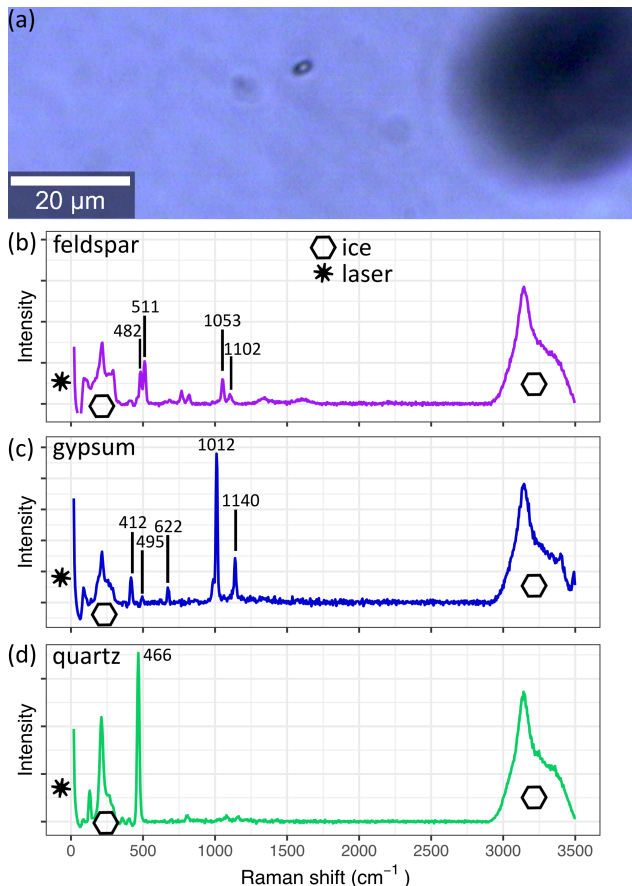 (a)
20 µm
(b)
feldspar
ice
laser
Intensity
482
511
1053
1102
(c)
gypsum
Intensity
412
495
622
1012
1140
(d)
quartz
Intensity
466
0 500 1000 1500 2000 2500 3000 3500
Raman shift (cm⁻¹)